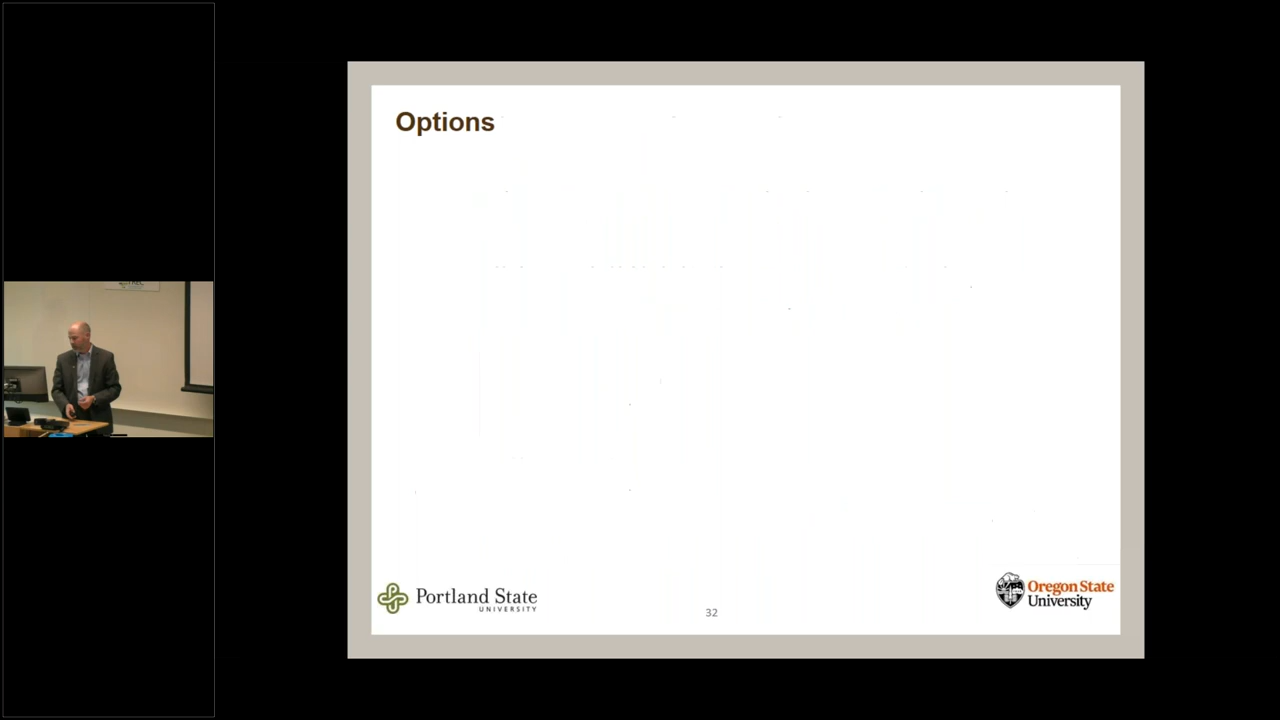 Options
Portland State
UNIVERSITY
32
Oregon State
University